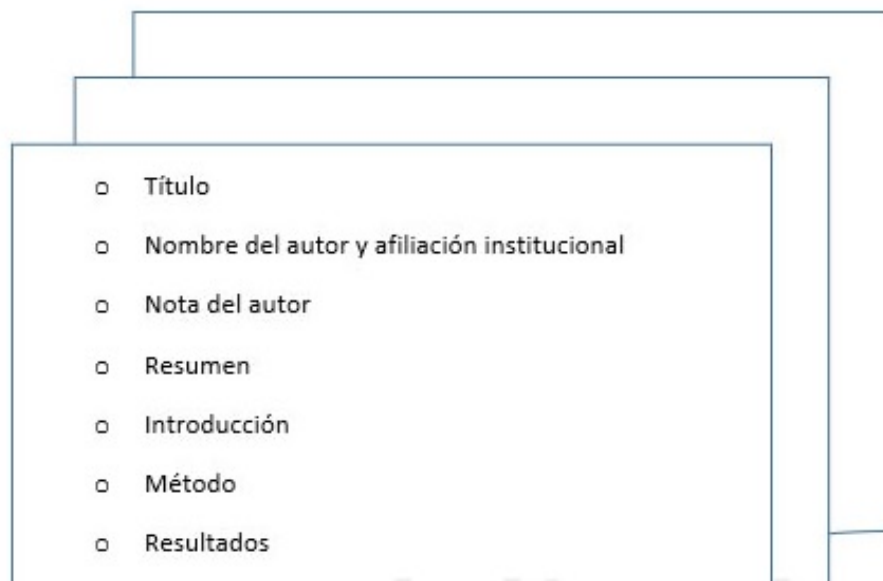 Título
Nombre del autor y afiliación institucional
Nota del autor
Resumen
Introducción
Método
Resultados